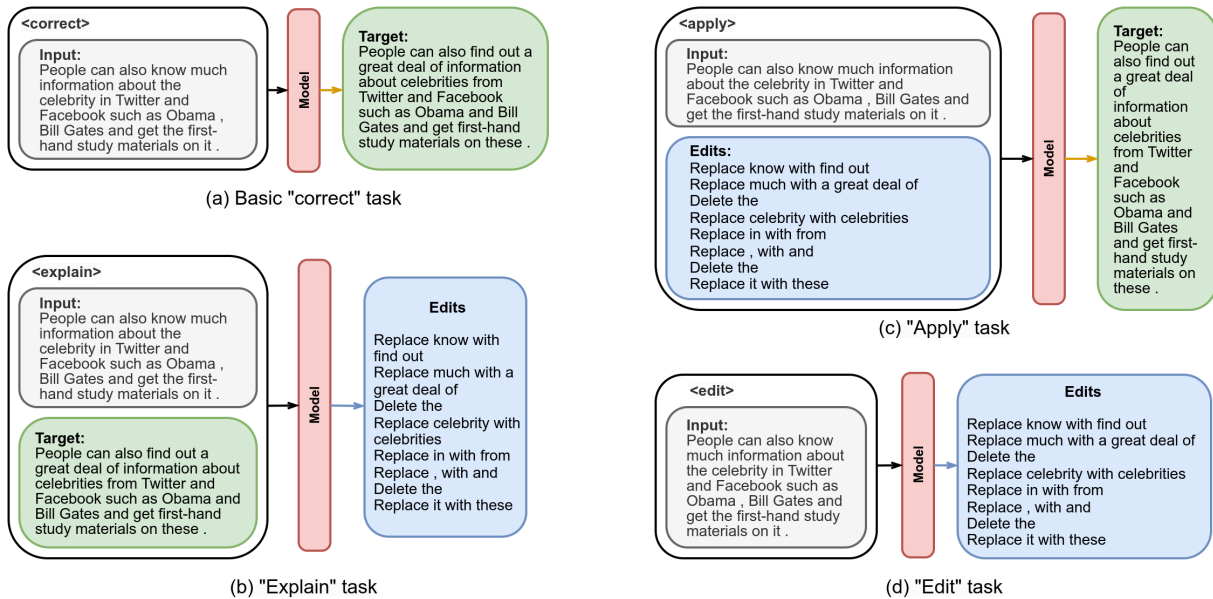 <correct>
Input:
People can also know much
information about the
celebrity in Twitter and
Facebook such as Obama ,
Bill Gates and get the first-
hand study materials on it .
Model
Target:
People can also find out a
great deal of information
about celebrities from
Twitter and Facebook
such as Obama and Bill
Gates and get first-hand
study materials on these .
(a) Basic "correct" task
<explain>
Input:
People can also know much
information about the
celebrity in Twitter and
Facebook such as Obama ,
Bill Gates and get the first-
hand study materials on it .
Target:
People can also find out a
great deal of information about
celebrities from Twitter and
Facebook such as Obama and
Bill Gates and get first-hand
study materials on these .
Model
Edits
Replace know with
find out
Replace much with a
great deal of
Delete the
Replace celebrity with
celebrities
Replace in with from
Replace , with and
Delete the
Replace it with these
(b) "Explain" task
<apply>
Input:
People can also know much information
about the celebrity in Twitter and
Facebook such as Obama , Bill Gates and
get the first-hand study materials on it .
Edits:
Replace know with find out
Replace much with a great deal of
Delete the
Replace celebrity with celebrities
Replace in with from
Replace , with and
Delete the
Replace it with these
Model
Target:
People can
also find out
a great deal
of
information
about
celebrities
from Twitter
and
Facebook
such as
Obama and
Bill Gates
and get first-
hand study
materials on
these .
(c) "Apply" task
<edit>
Input:
People can also know
much information about
the celebrity in Twitter
and Facebook such as
Obama , Bill Gates and
get the first-hand study
materials on it .
Model
Edits
Replace know with find out
Replace much with a great deal of
Delete the
Replace celebrity with celebrities
Replace in with from
Replace , with and
Delete the
Replace it with these
(d) "Edit" task